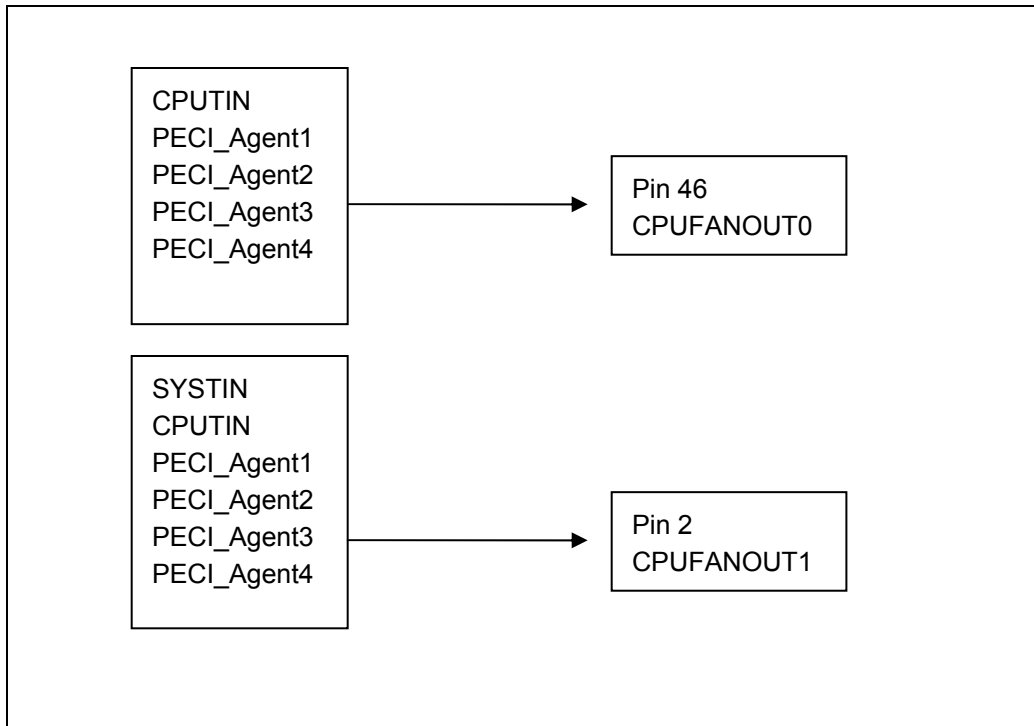 CPUTIN
PECI_Agent1
PECI_Agent2
PECI_Agent3
PECI_Agent4
Pin 46
CPUFANOUT0
SYSTIN
CPUTIN
PECI_Agent1
PECI_Agent2
PECI_Agent3
PECI_Agent4
Pin 2
CPUFANOUT1